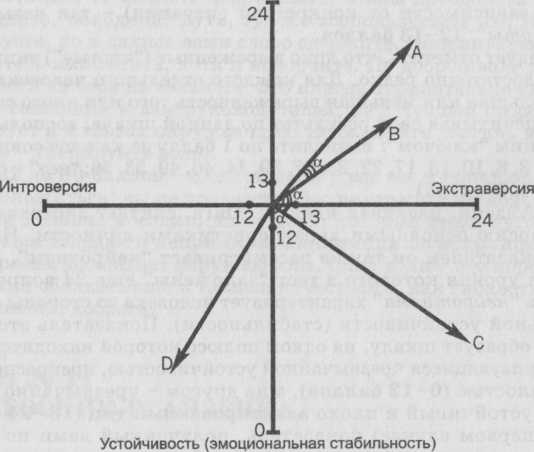 24
A
B
α
13
Интроверсия
α
Экстраверсия
0
12
α
13
24
12
C
D
0
Устойчивость (эмоциональная стабильность)